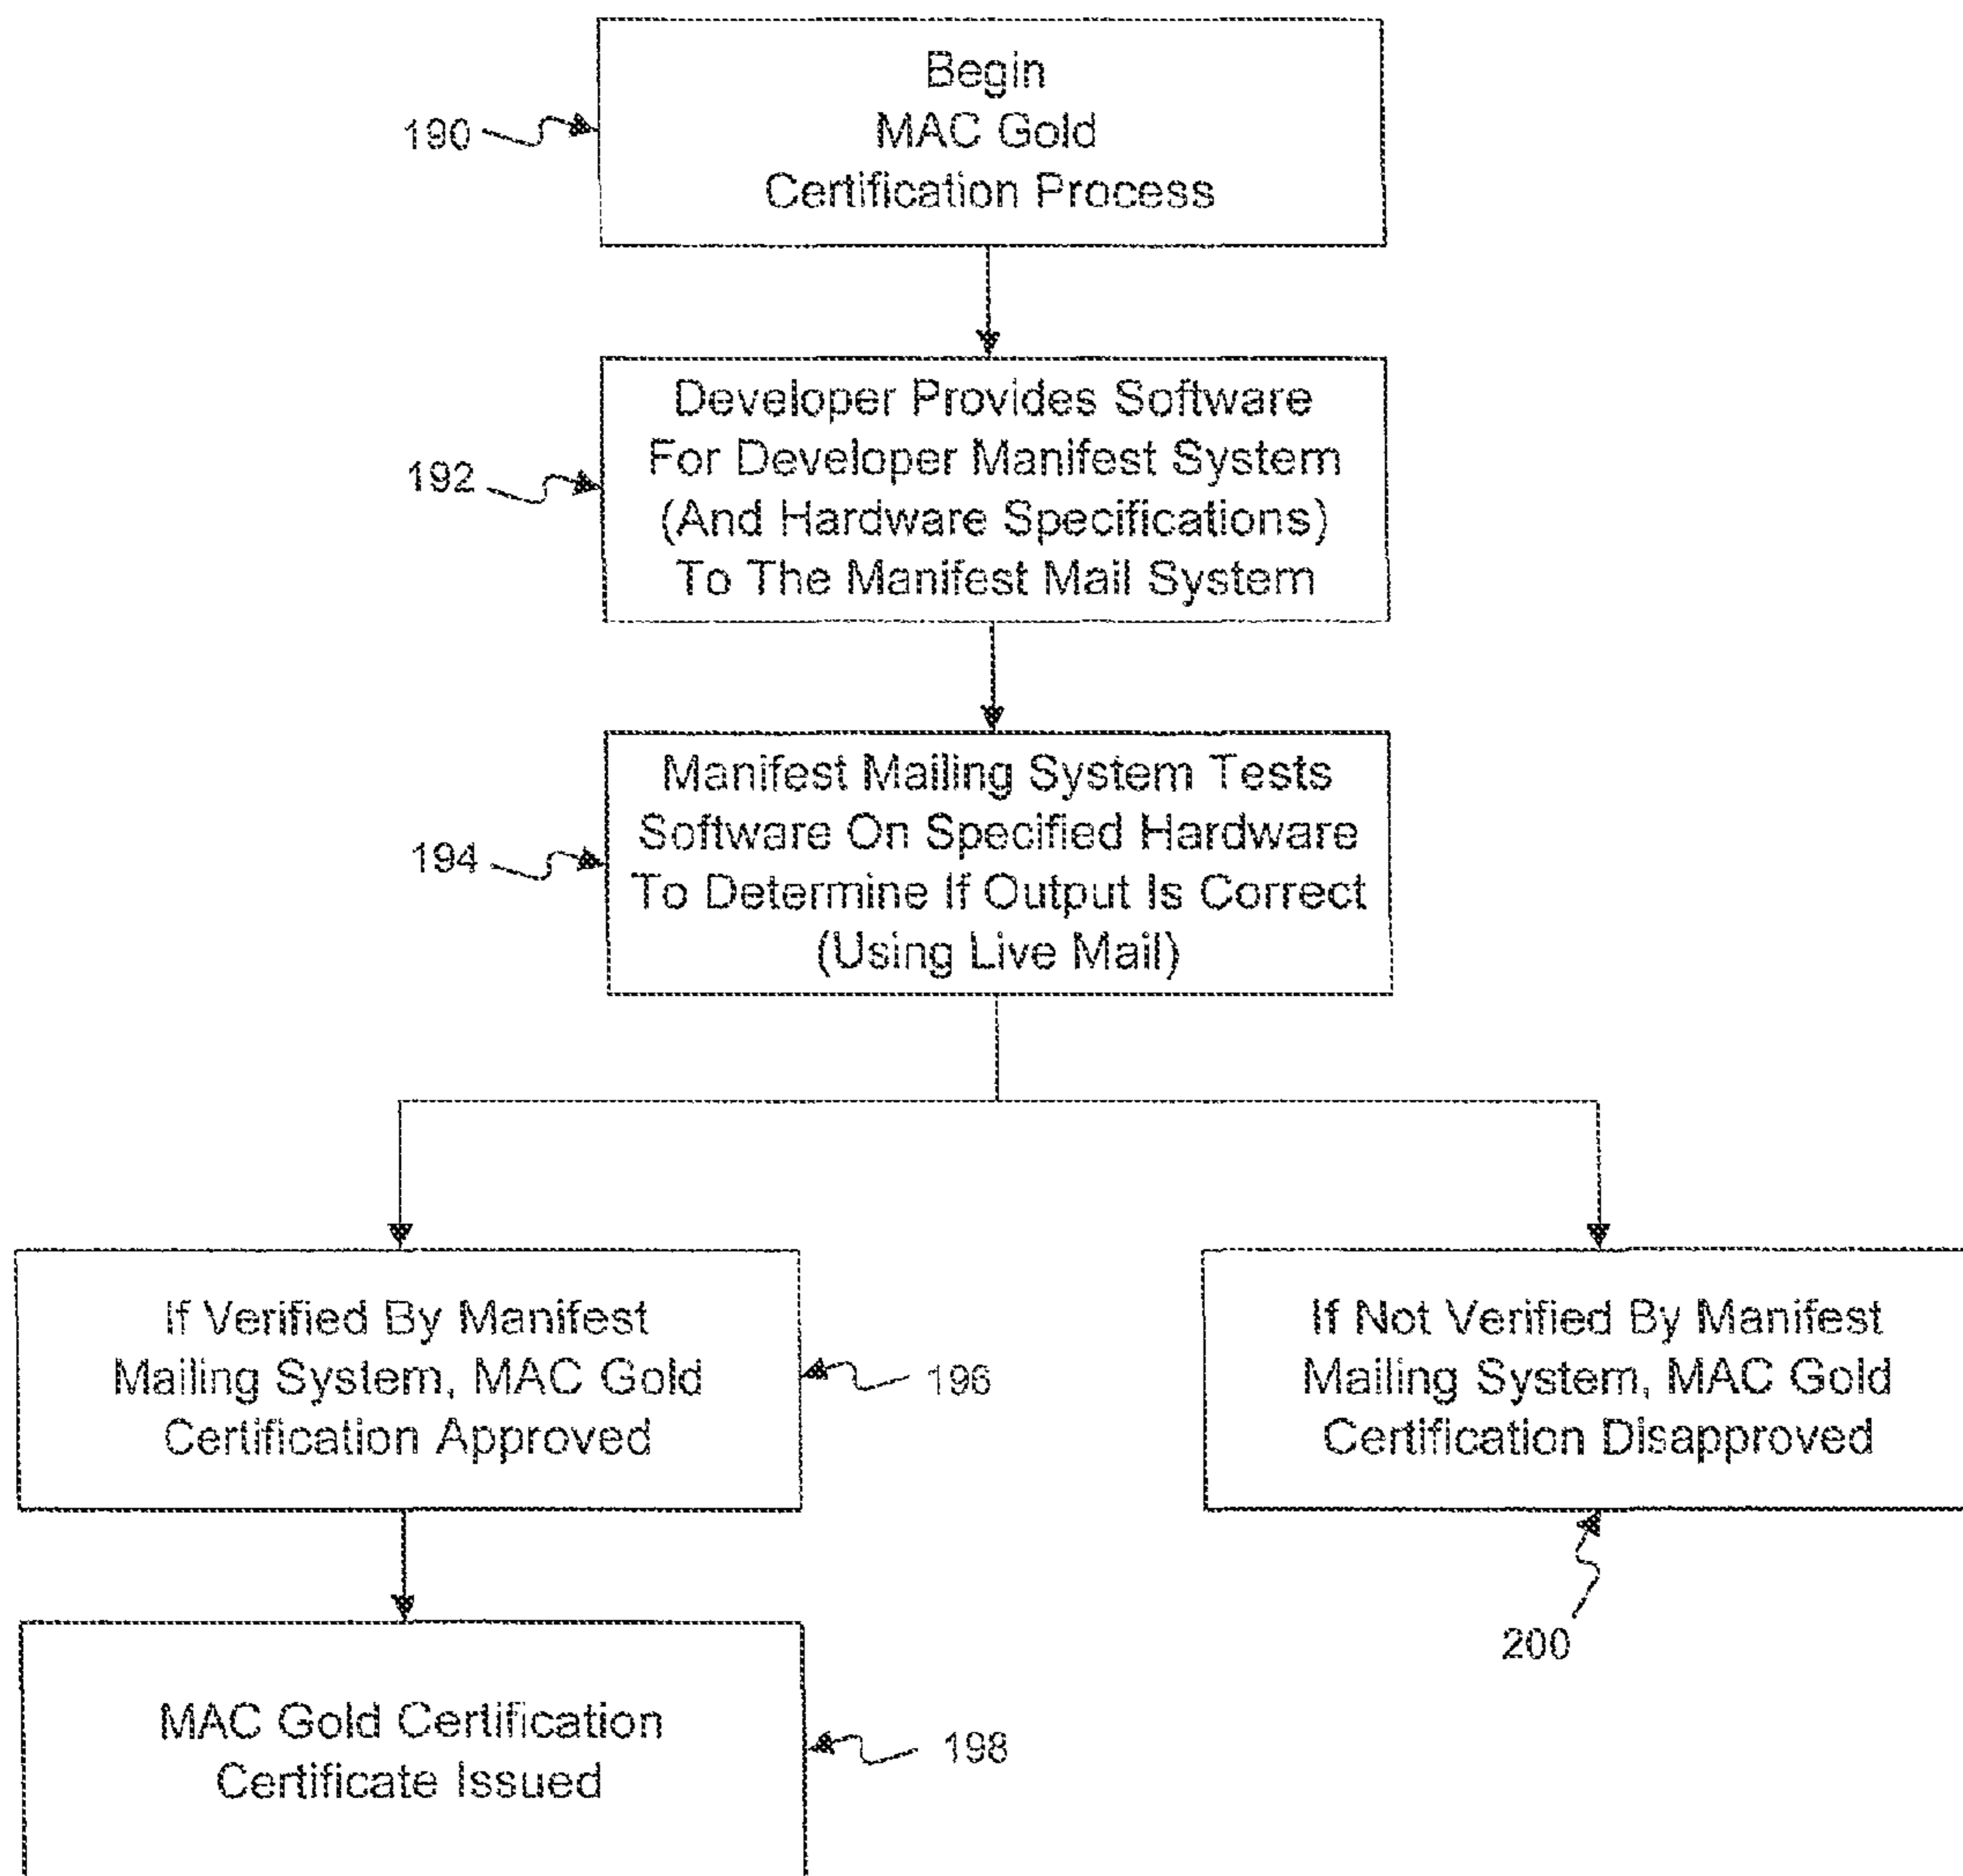 Begin
MAC Gold
Certification Process
190
Developer Provides Software
For Developer Manifest System
(And Hardware Specifications)
To The Manifest Mail System
192
Manifest Mailing System Tests
Software On Specified Hardware
To Determine If Output Is Correct
(Using Live Mail)
194
If Verified By Manifest
Mailing System, MAC Gold
Certification Approved
196
If Not Verified By Manifest
Mailing System, MAC Gold
Certification Disapproved
200
MAC Gold Certification
Certificate Issued
198